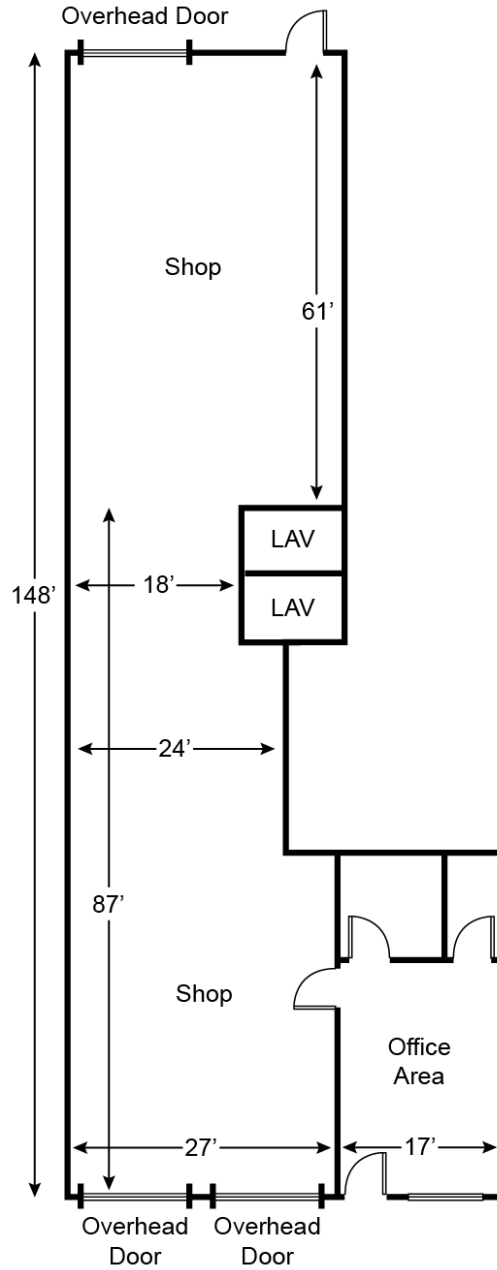 Overhead Door
Shop
61’
LAV
18’
148’
LAV
24’
87’
Shop
Office
Area
27’
17’
Overhead
Door
Overhead
Door